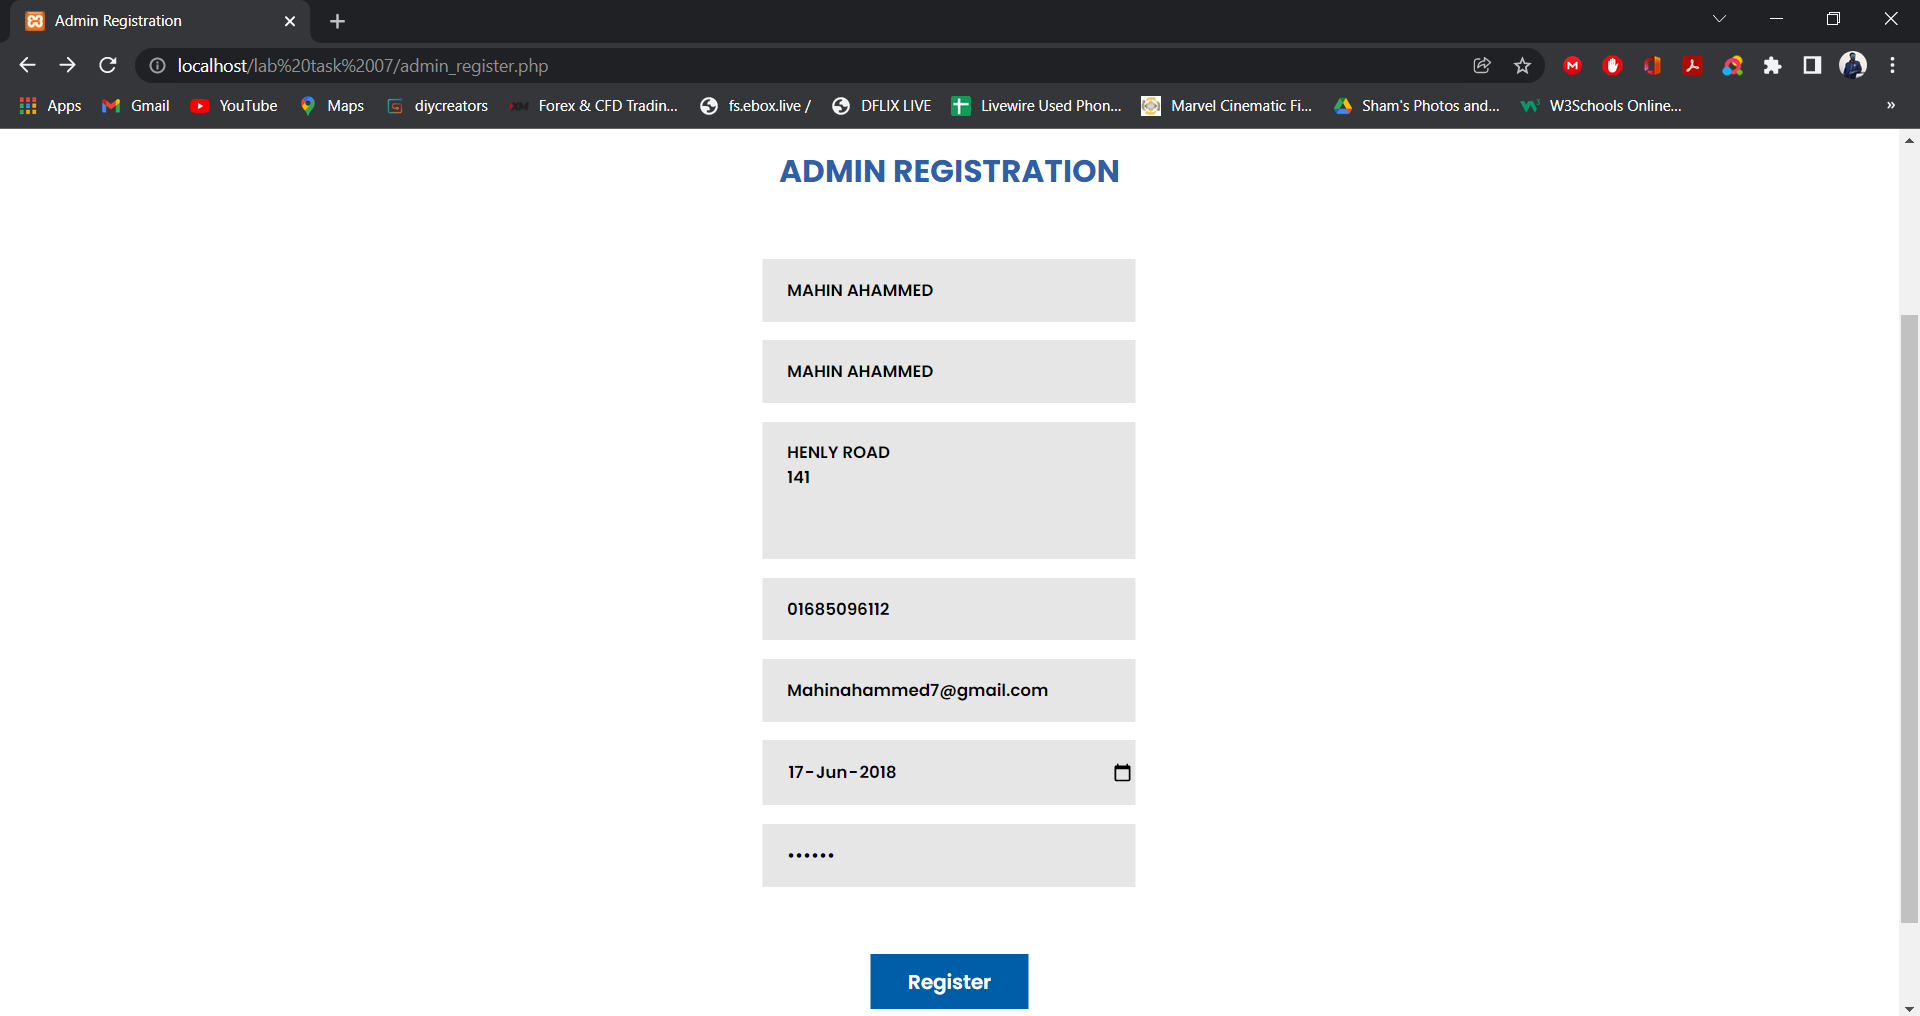 Admin Registration
localhost/lab%20task%2007/admin_register.php
Apps Gmail YouTube Maps diycreators Forex & CFD Tradin... fs.ebox.live / DFLIX LIVE Livewire Used Phon... Marvel Cinematic Fi... Sham's Photos and... W3Schools Online... »
ADMIN REGISTRATION
MAHIN AHAMMED
MAHIN AHAMMED
HENLY ROAD
141
01685096112
Mahinahammed7@gmail.com
17-Jun-2018
••••••
Register